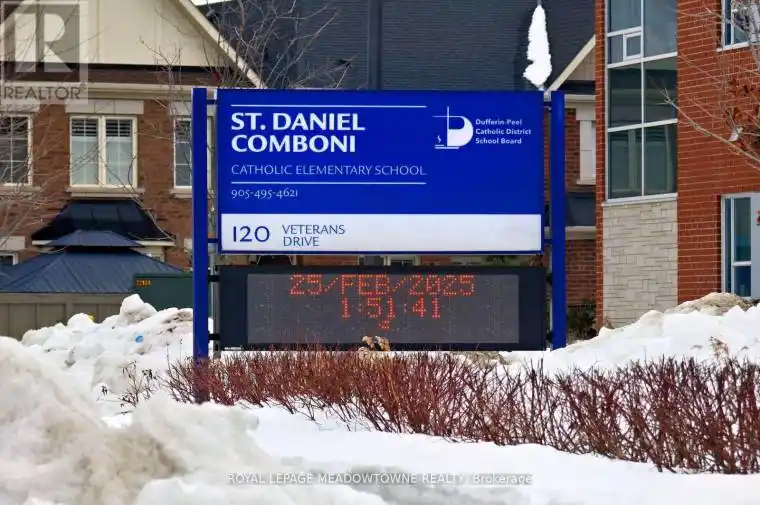 REALTOR
ST. DANIEL
COMBONI
CATHOLIC ELEMENTARY SCHOOL
905-495-4621
Dufferin-Peel
Catholic District
School Board
120 VETERANS
DRIVE
25/FEB/2025
1:51:41
ROYAL LEPAGE MEADOWTOWNE REALTY, Brokerage